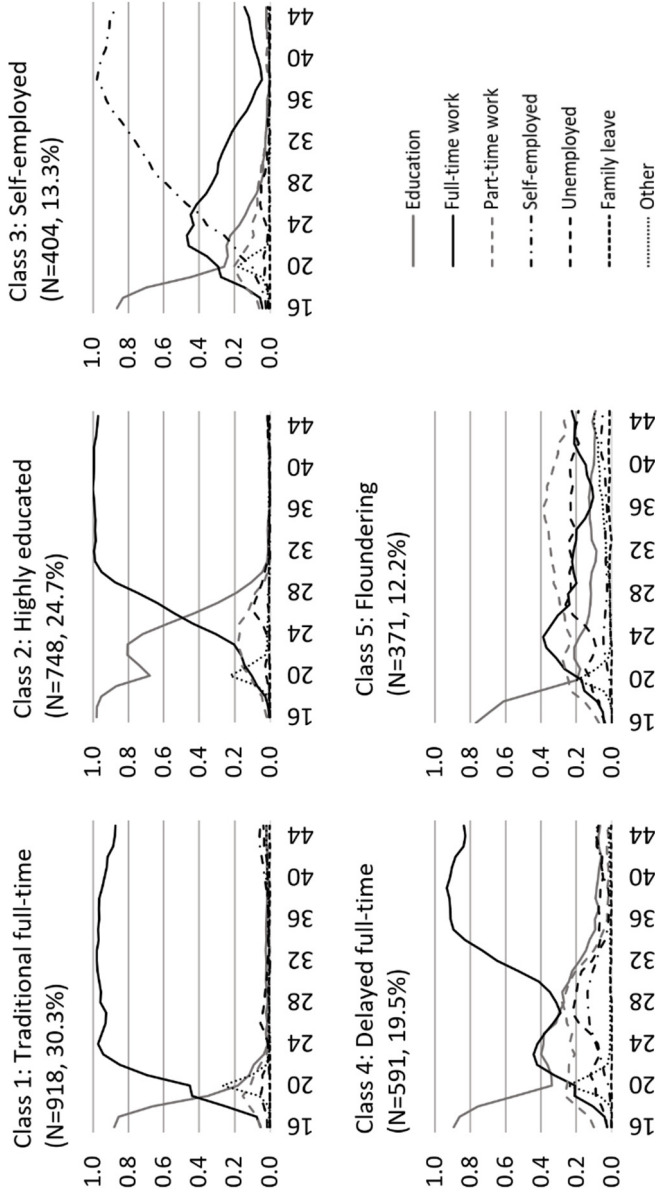 Class 1: Traditional full-time
(N=918, 30.3%)
1.0
0.8
0.6
0.4
0.2
0.0
16 20 24 28 32 36 40 44
Class 2: Highly educated
(N=748, 24.7%)
1.0
0.8
0.6
0.4
0.2
0.0
16 20 24 28 32 36 40 44
Class 3: Self-employed
(N=404, 13.3%)
1.0
0.8
0.6
0.4
0.2
0.0
16 20 24 28 32 36 40 44
Class 4: Delayed full-time
(N=591, 19.5%)
1.0
0.8
0.6
0.4
0.2
0.0
16 20 24 28 32 36 40 44
Class 5: Floundering
(N=371, 12.2%)
1.0
0.8
0.6
0.4
0.2
0.0
16 20 24 28 32 36 40 44
Education
Full-time work
Part-time work
Self-employed
Unemployed
Family leave
Other